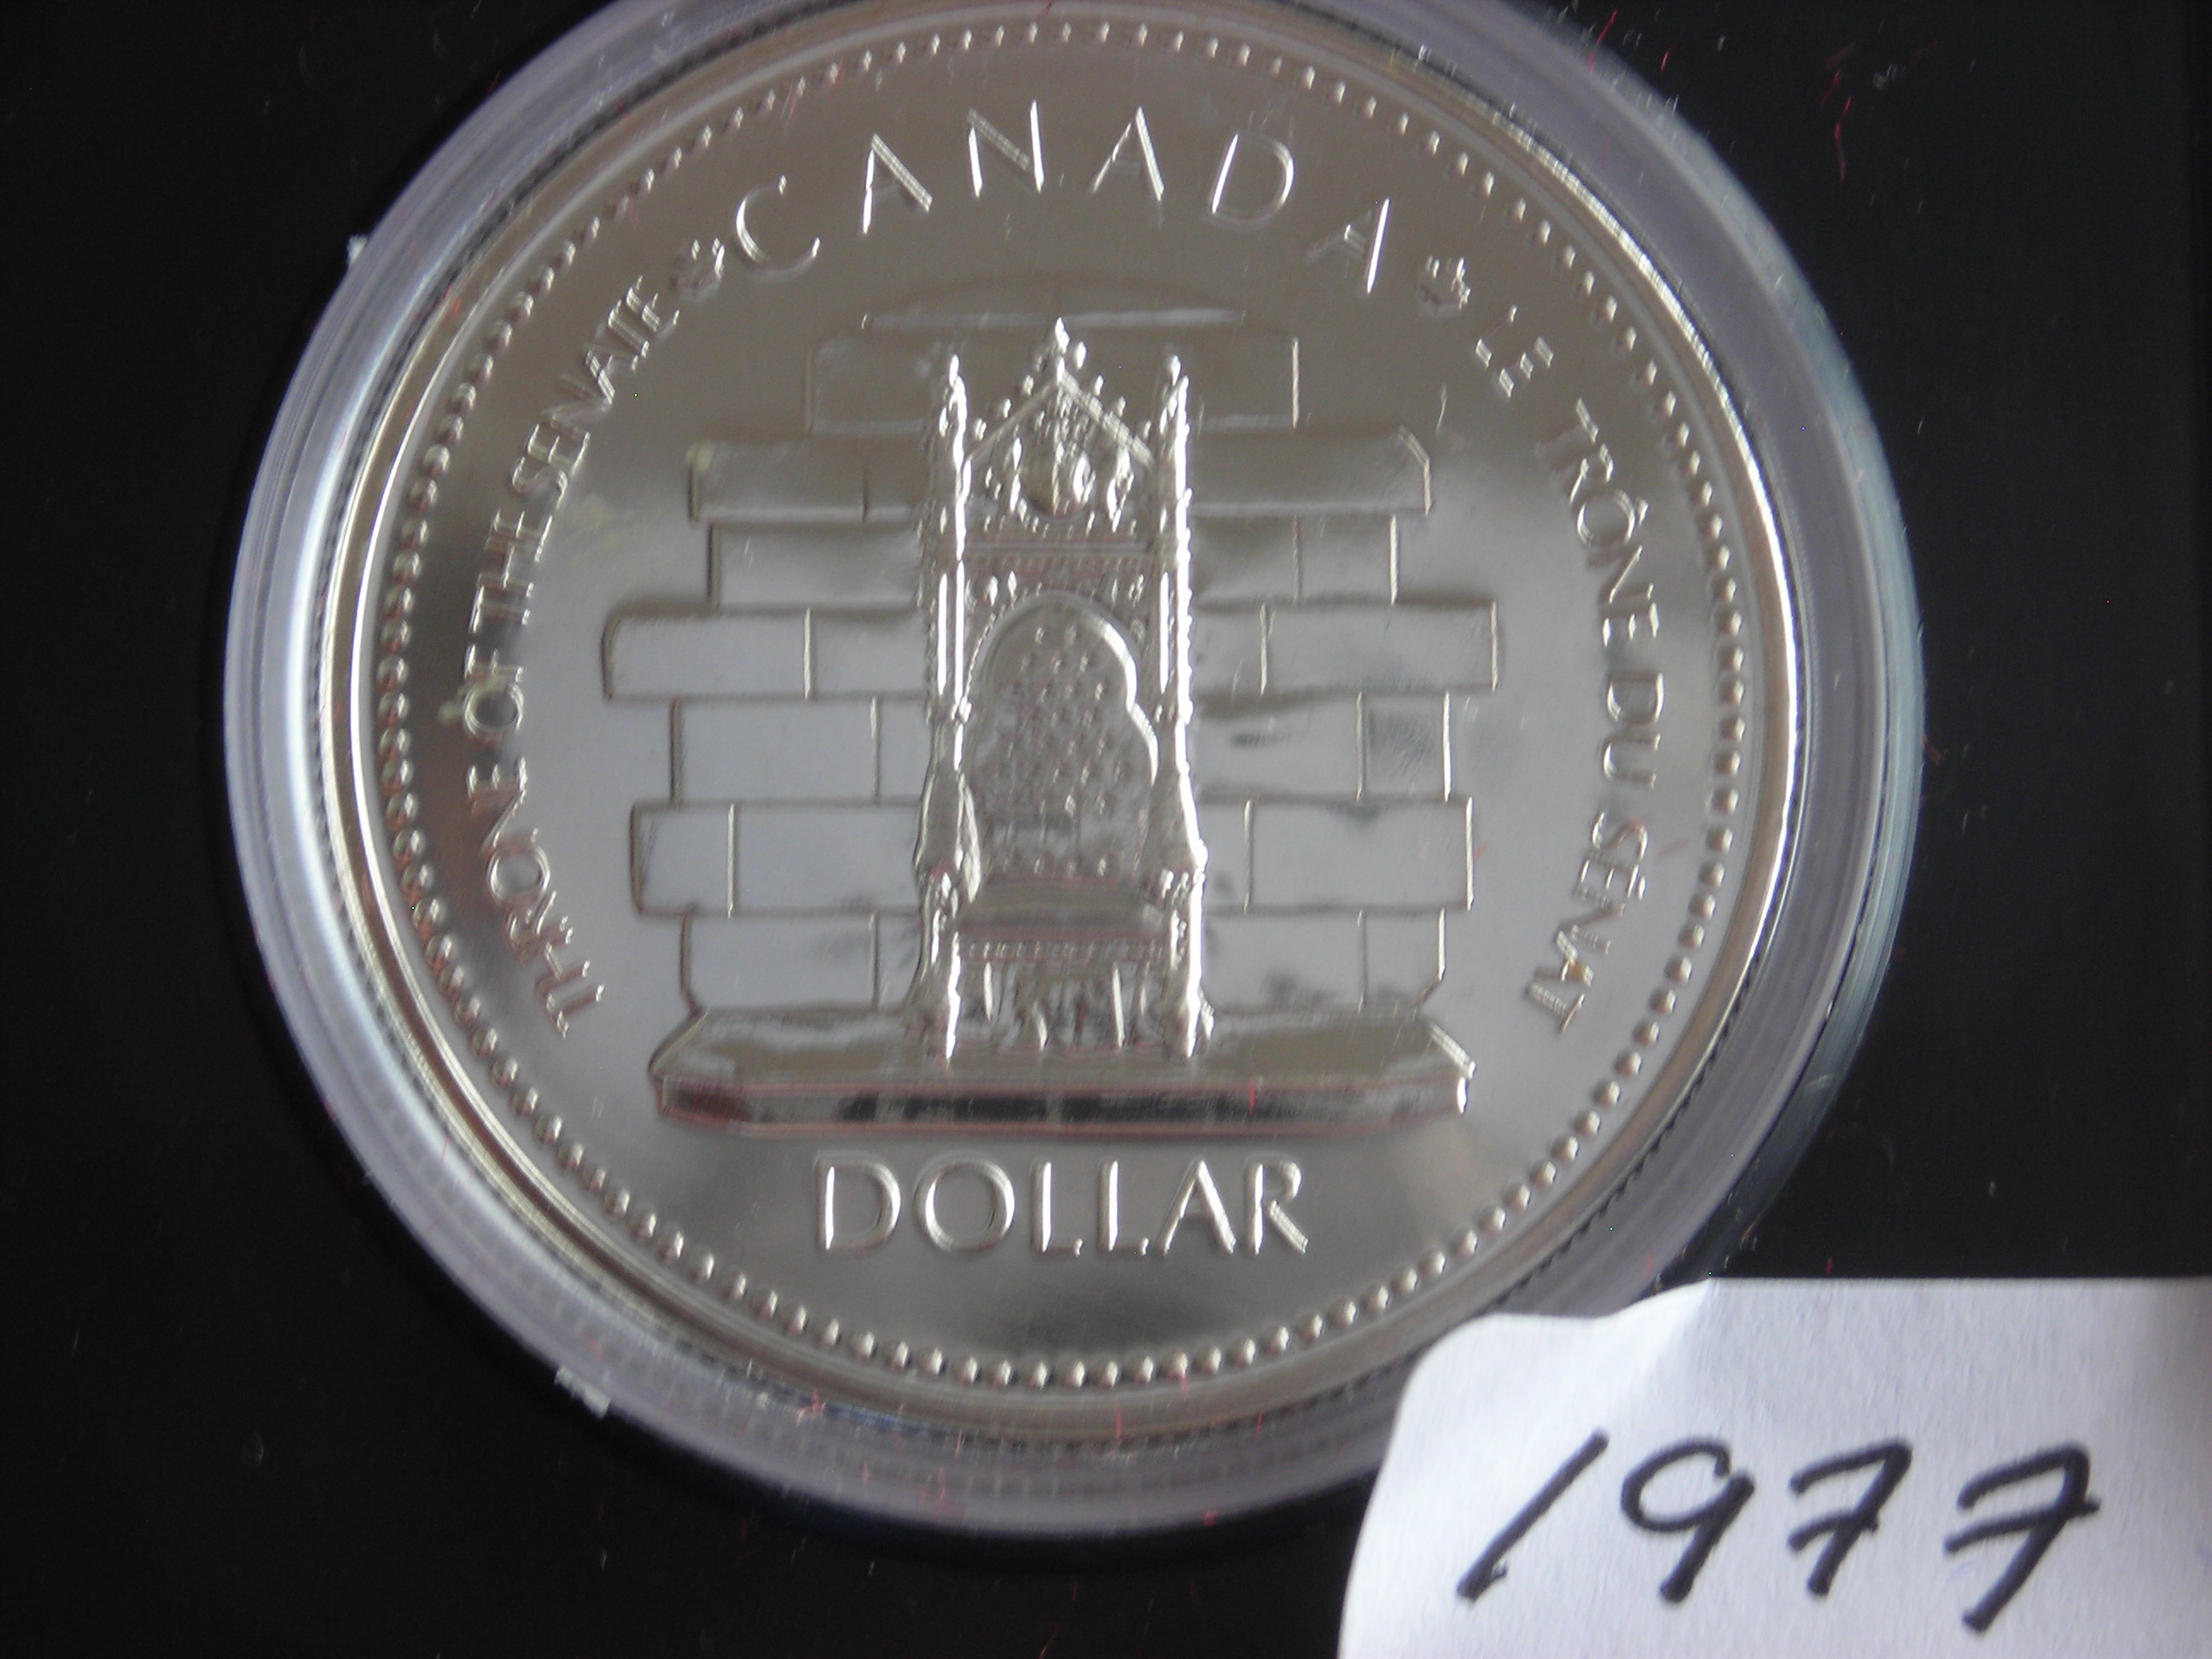 CANADA
THRONE OF THE SENATE
LE TRÔNE DU SÉNAT
DOLLAR
1977